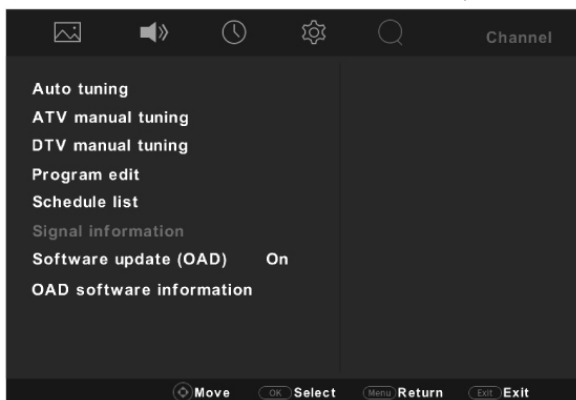 Channel
Auto tuning
ATV manual tuning
DTV manual tuning
Program edit
Schedule list
Signal information
Software update (OAD) On
OAD software information
Move OK Select Menu Return Exit Exit